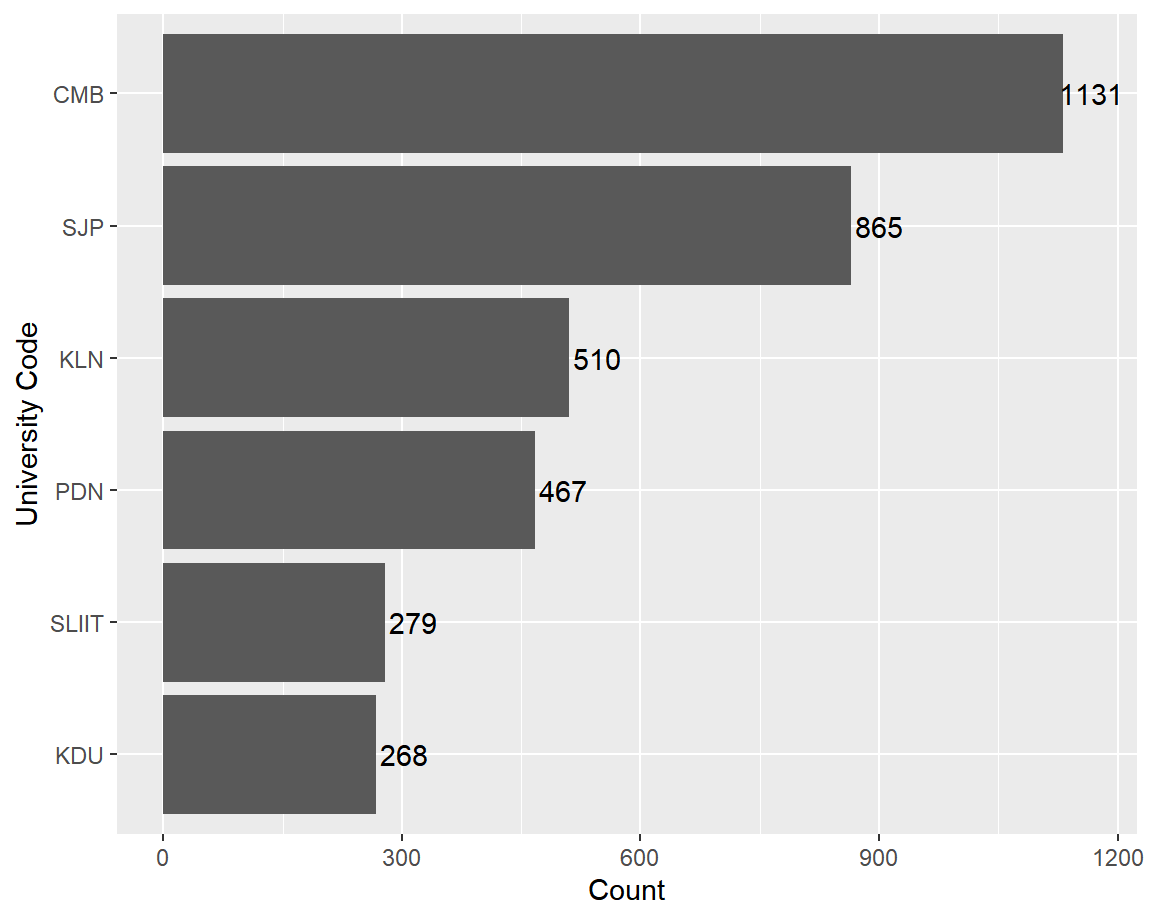 CMB
1131
SJP
865
KLN
510
PDN
467
SLIIT
279
KDU
268
0 300 600 900 1200
Count
University Code